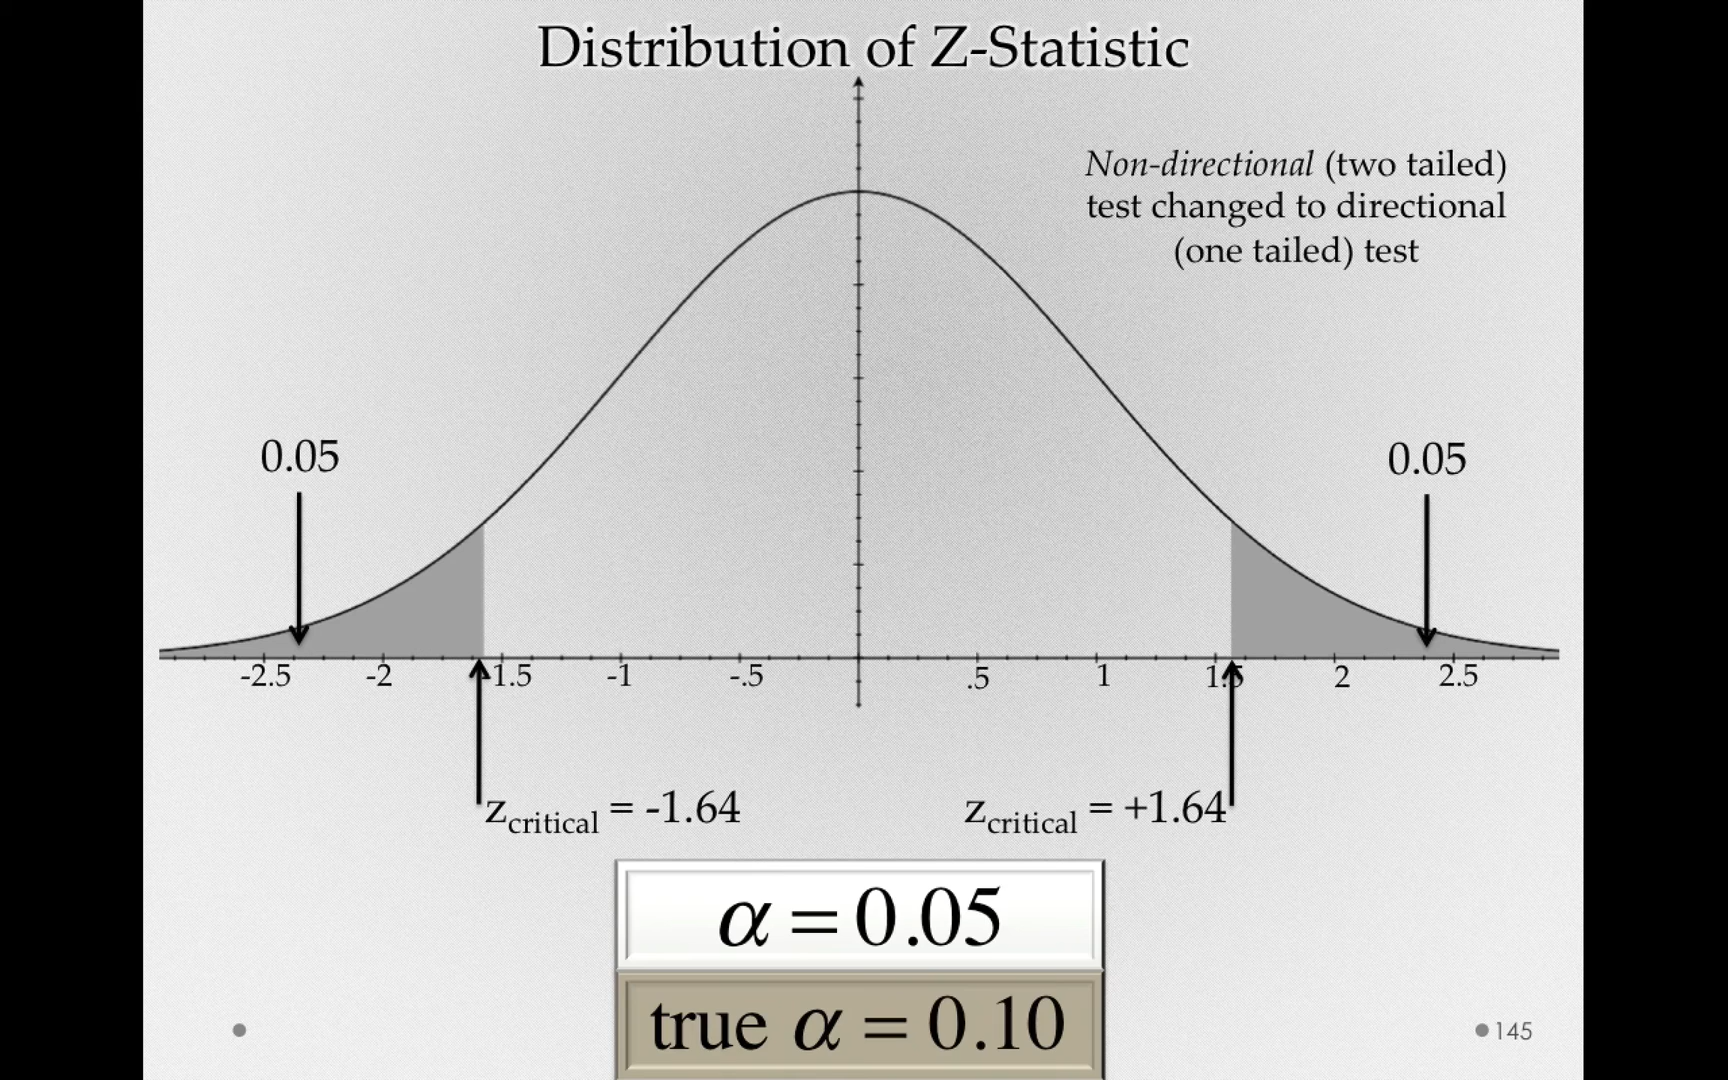 Distribution of Z-Statistic
Non-directional (two tailed)
test changed to directional
(one tailed) test
0.05
0.05
-2.5 -2 -1.5 -1 -.5 .5 1 1.5 2 2.5
zcritical = -1.64
zcritical = +1.64
α = 0.05
true α = 0.10
145